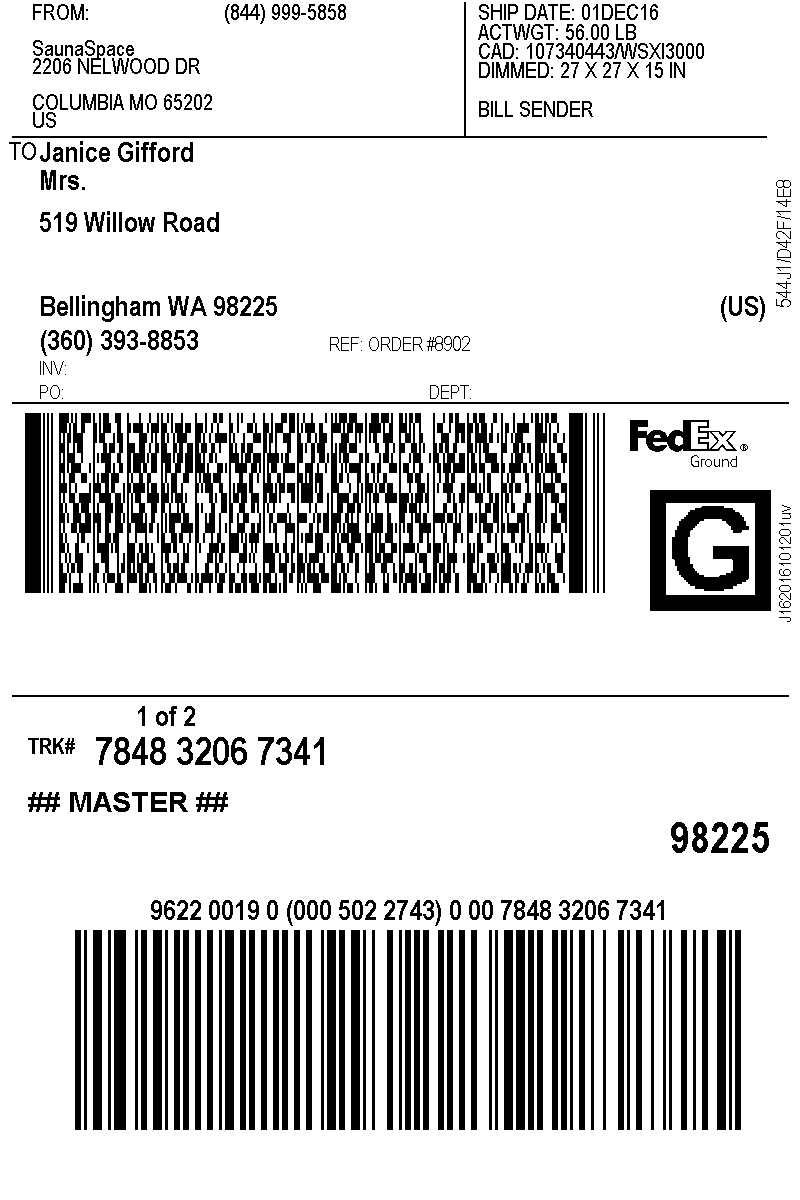 FROM: (844) 999-5858
SaunaSpace
2206 NELWOOD DR
COLUMBIA MO 65202
US
SHIP DATE: 01DEC16
ACTWGT: 56.00 LB
CAD: 107340443/WSXI3000
DIMMED: 27 X 27 X 15 IN
BILL SENDER
TO Janice Gifford
Mrs.
519 Willow Road
Bellingham WA 98225 (US)
(360) 393-8853 REF: ORDER #8902
INV:
PO: DEPT:
544J1/D42F/14E8
FedEx®
Ground
G
J162016101201uv
1 of 2
TRK# 7848 3206 7341
## MASTER ##
98225
9622 0019 0 (000 502 2743) 0 00 7848 3206 7341